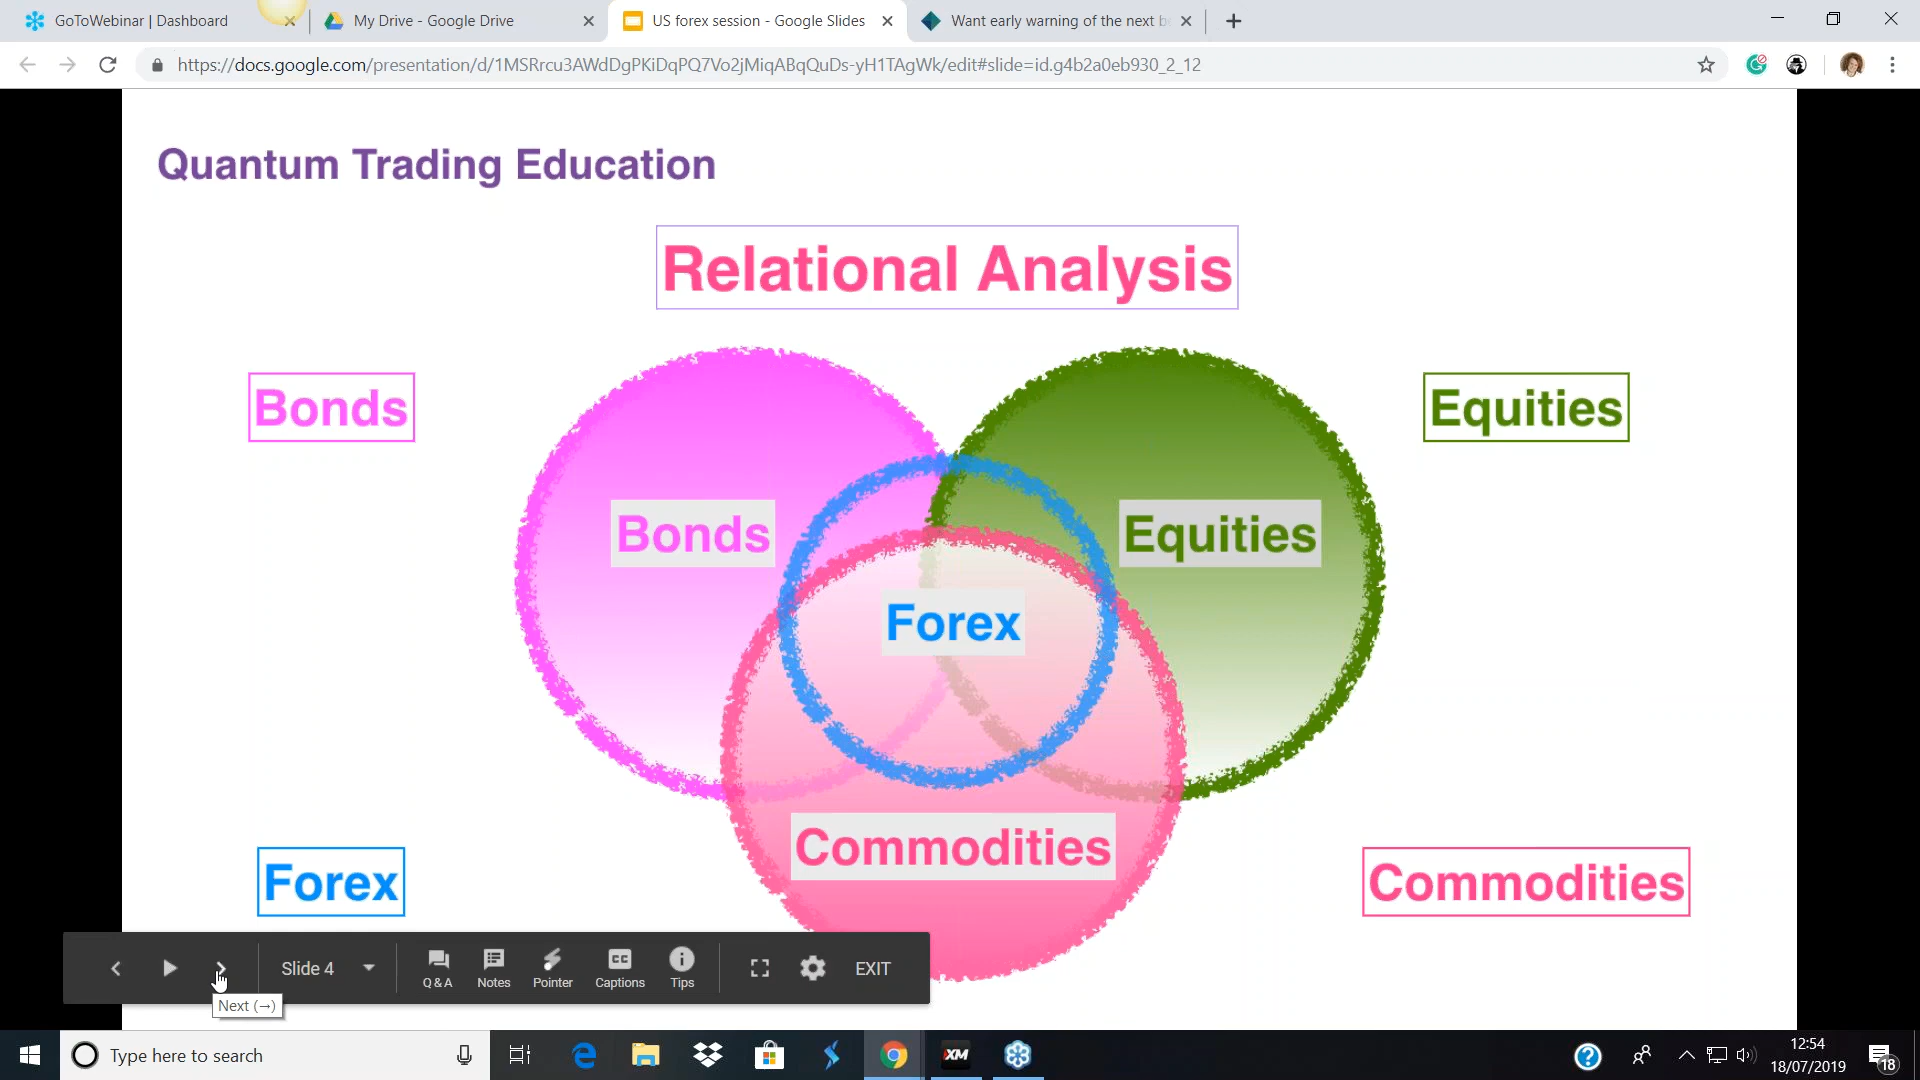 GoToWebinar | Dashboard
My Drive - Google Drive
US forex session - Google Slides
Want early warning of the next b
https://docs.google.com/presentation/d/1MSRrcu3AWdDgPKiDqPQ7Vo2jMiqABqQuDs-yH1TAgWk/edit#slide=id.g4b2a0eb930_2_12
Quantum Trading Education
Relational Analysis
Bonds
Equities
Bonds
Equities
Forex
Commodities
Forex
Commodities
Slide 4
Q & A
Notes
Pointer
CC
Captions
Tips
EXIT
Next (→)
Type here to search
XM
12:54
18/07/2019
18